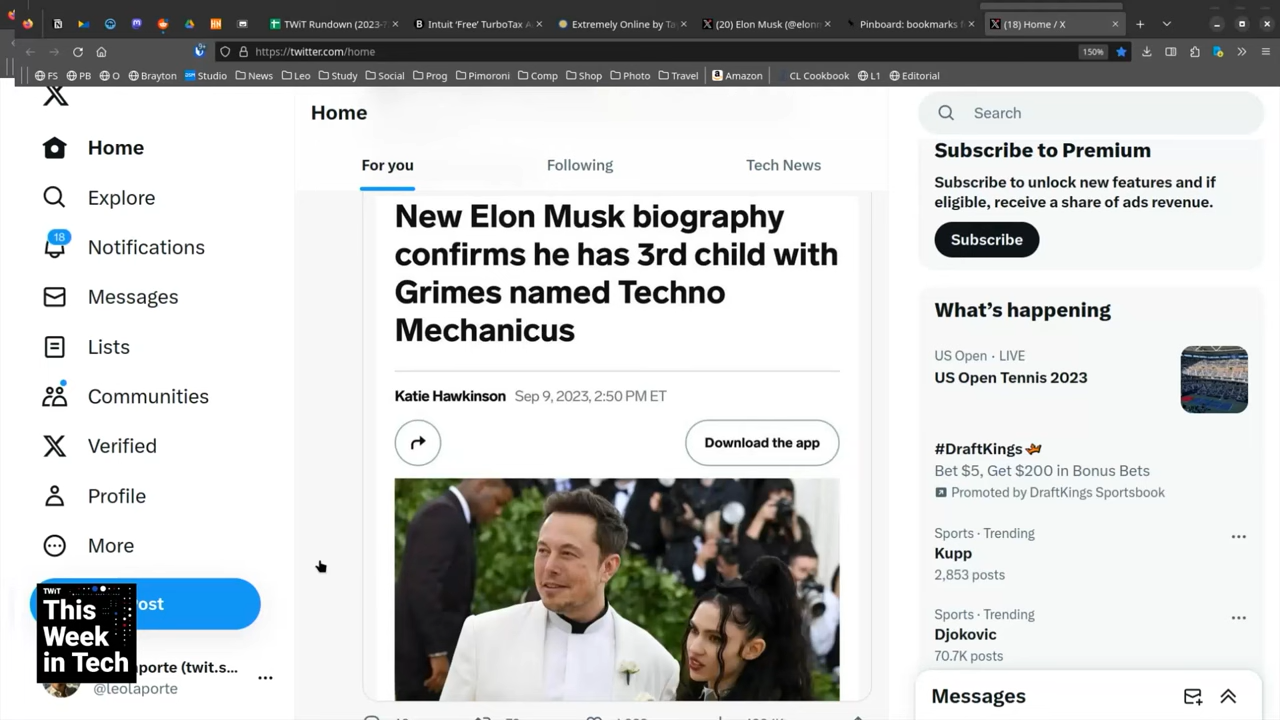 TWiT Rundown (2023-7
Intuit 'Free' TurboTax A
Extremely Online by Ta
(20) Elon Musk (@elonm
Pinboard: bookmarks f
(18) Home / X
https://twitter.com/home
150%
FS
PB
O
Brayton
Studio
News
Leo
Study
Social
Prog
Pimoroni
Comp
Shop
Photo
Travel
Amazon
CL Cookbook
L1
Editorial
Home
Explore
18
Notifications
Messages
Lists
Communities
Verified
Profile
More
ost
TWiT
This
Week
in Tech
laporte (twit.s...
@leolaporte
Home
For you
Following
Tech News
New Elon Musk biography
confirms he has 3rd child with
Grimes named Techno
Mechanicus
Katie Hawkinson Sep 9, 2023, 2:50 PM ET
Download the app
Search
Subscribe to Premium
Subscribe to unlock new features and if
eligible, receive a share of ads revenue.
Subscribe
What's happening
US Open · LIVE
US Open Tennis 2023
#DraftKings
Bet $5, Get $200 in Bonus Bets
Promoted by DraftKings Sportsbook
Sports · Trending
Kupp
2,853 posts
Sports · Trending
Djokovic
70.7K posts
Messages